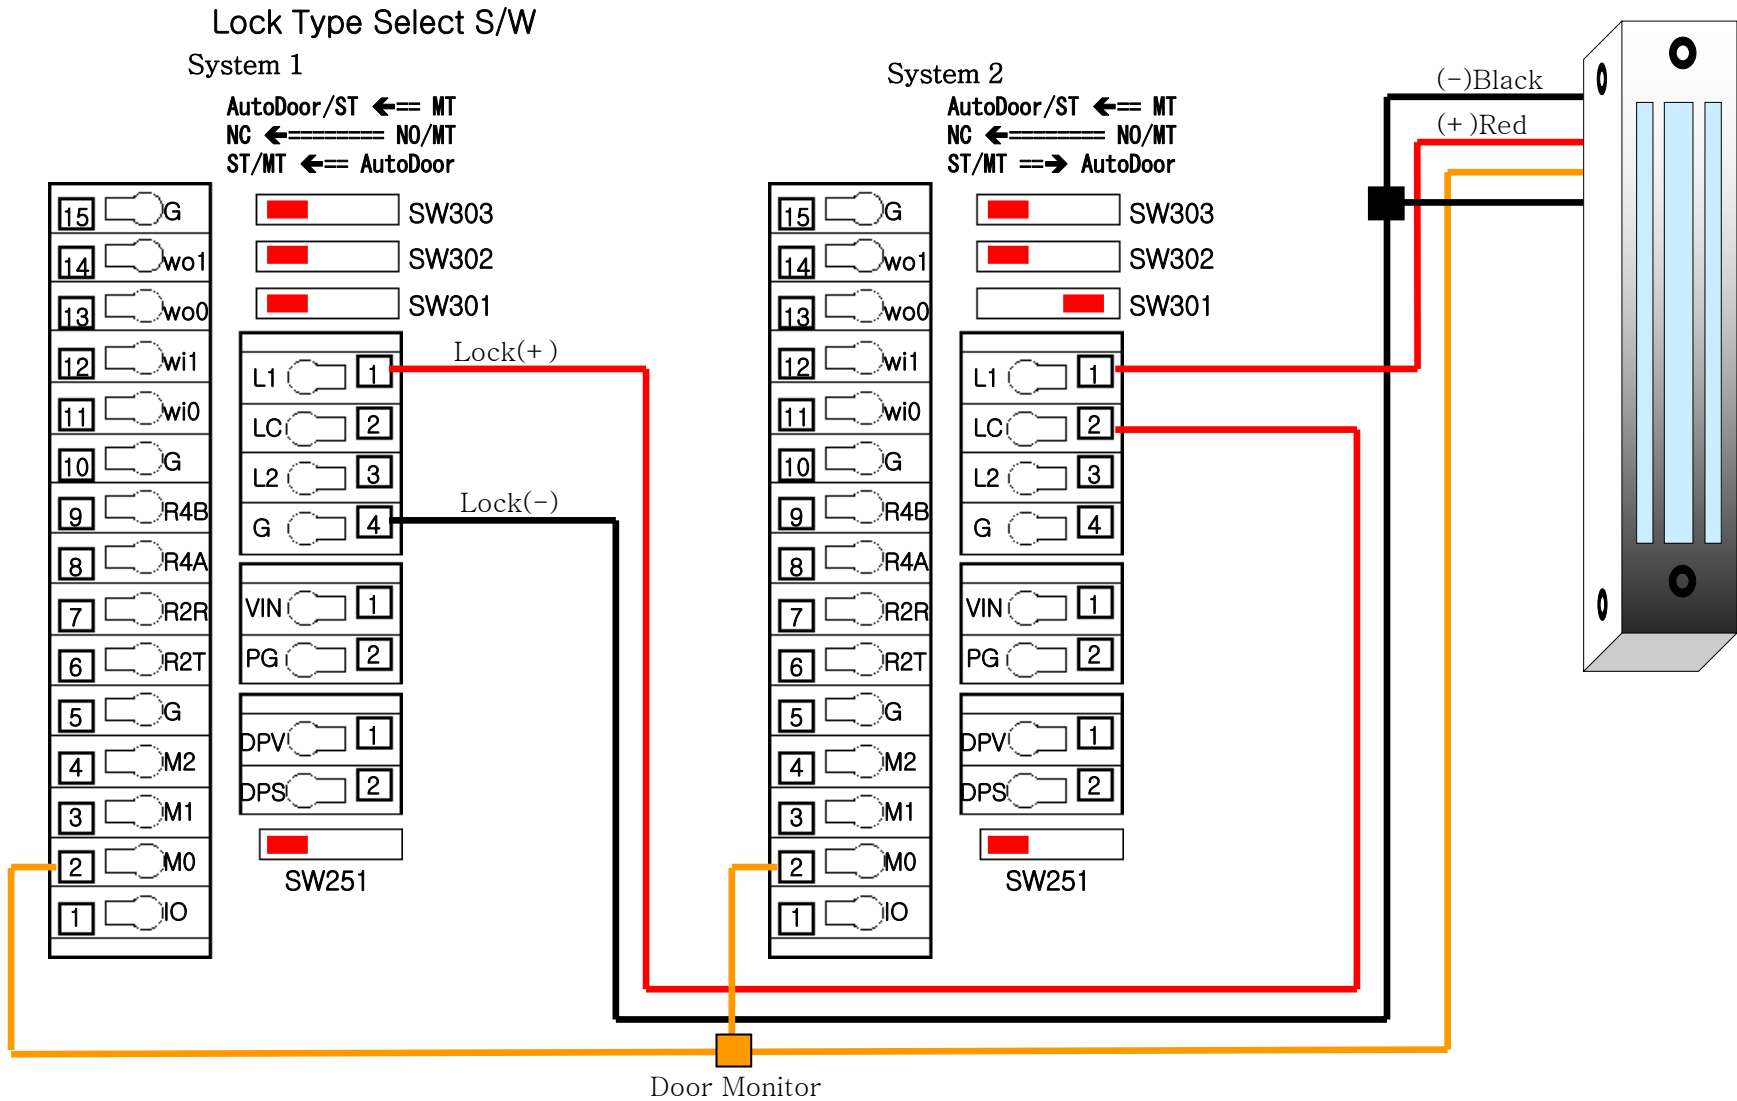 Lock Type Select S/W
System 1
AutoDoor/ST ←== MT
NC ←======== NO/MT
ST/MT ←== AutoDoor
15 G
14 wo1
13 wo0
12 wi1
11 wi0
10 G
9 R4B
8 R4A
7 R2R
6 R2T
5 G
4 M2
3 M1
2 M0
1 IO
SW303
SW302
SW301
L1 1
LC 2
L2 3
G 4
VIN 1
PG 2
DPV 1
DPS 2
SW251
Lock(+)
Lock(-)
System 2
AutoDoor/ST ←== MT
NC ←======== NO/MT
ST/MT ==→ AutoDoor
15 G
14 wo1
13 wo0
12 wi1
11 wi0
10 G
9 R4B
8 R4A
7 R2R
6 R2T
5 G
4 M2
3 M1
2 M0
1 IO
SW303
SW302
SW301
L1 1
LC 2
L2 3
G 4
VIN 1
PG 2
DPV 1
DPS 2
SW251
(-)Black
(+)Red
Door Monitor